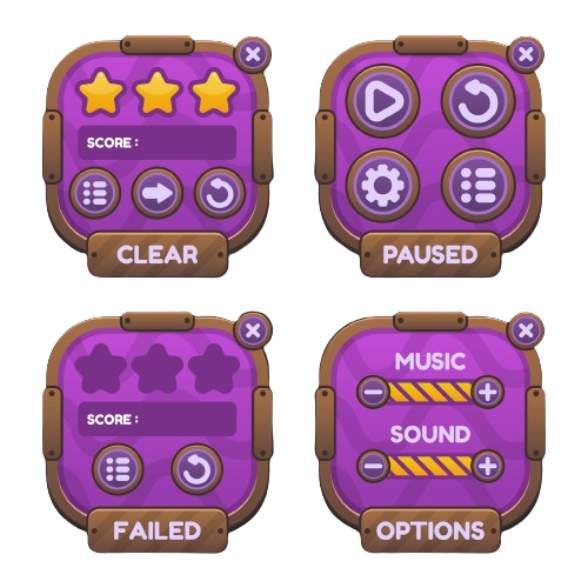 SCORE :
CLEAR
PAUSED
SCORE :
FAILED
MUSIC
SOUND
OPTIONS